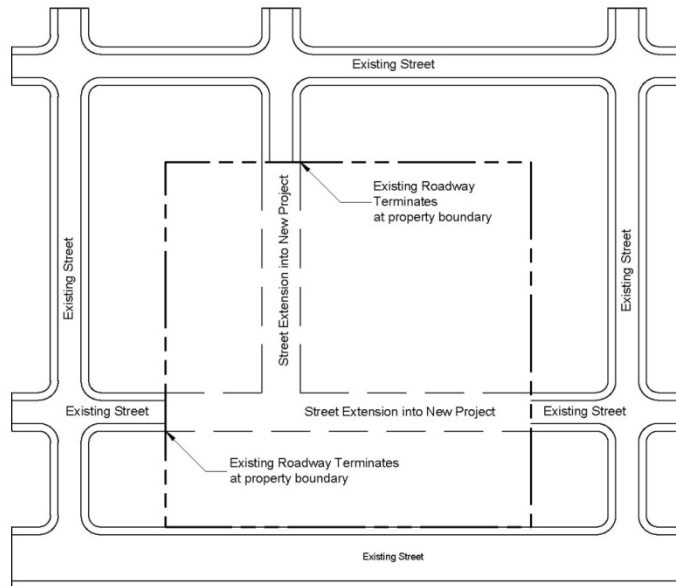 Existing Street
Existing Roadway
Terminates
at property boundary
Street Extension into New Project
Existing Street
Existing Street
Existing Street
Street Extension into New Project
Existing Street
Existing Roadway Terminates
at property boundary
Existing Street